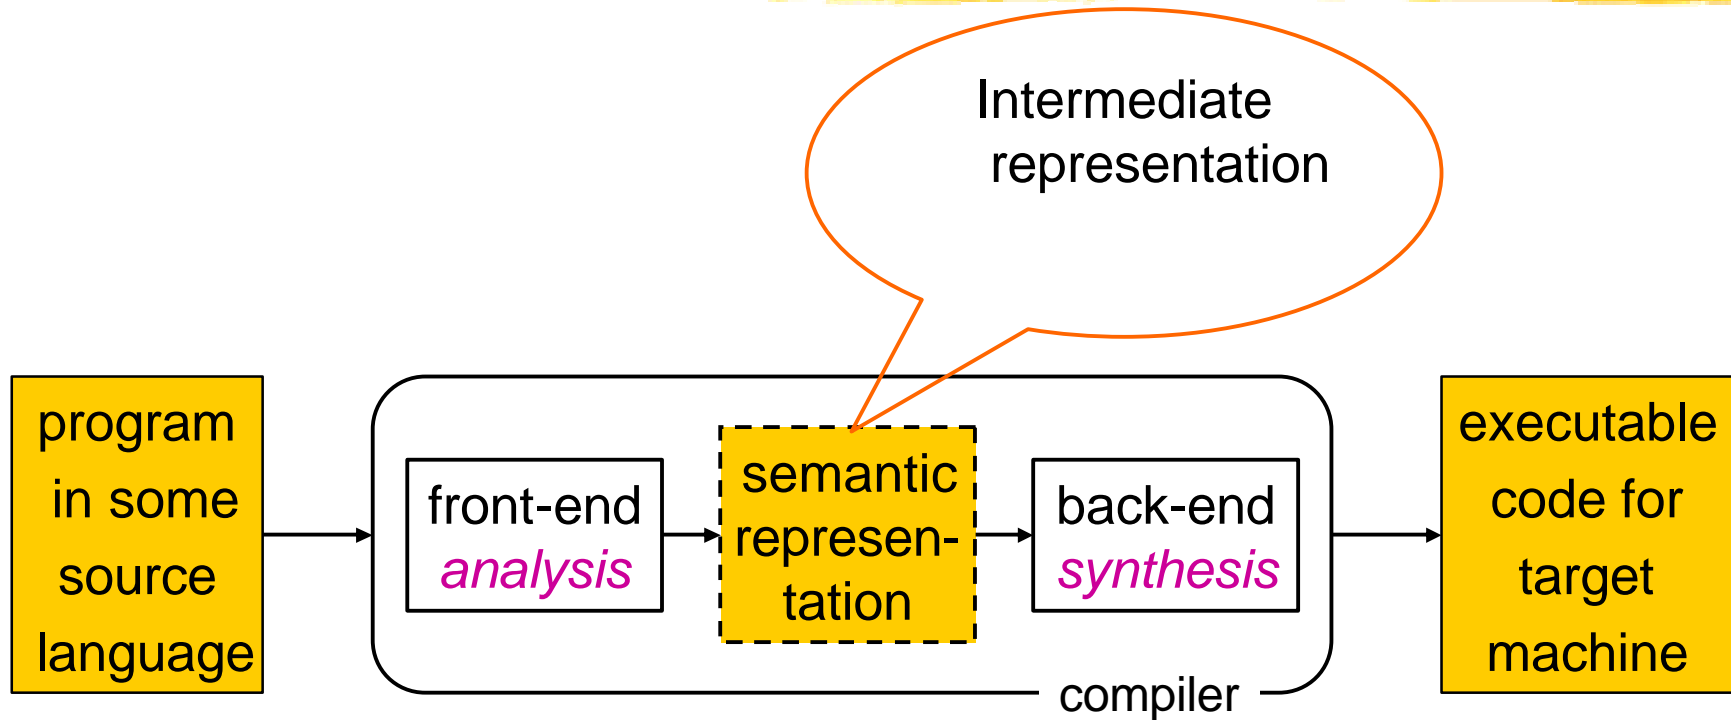 Intermediate
representation
program
in some
source
language
front-end
analysis
semantic
represen-
tation
back-end
synthesis
compiler
executable
code for
target
machine